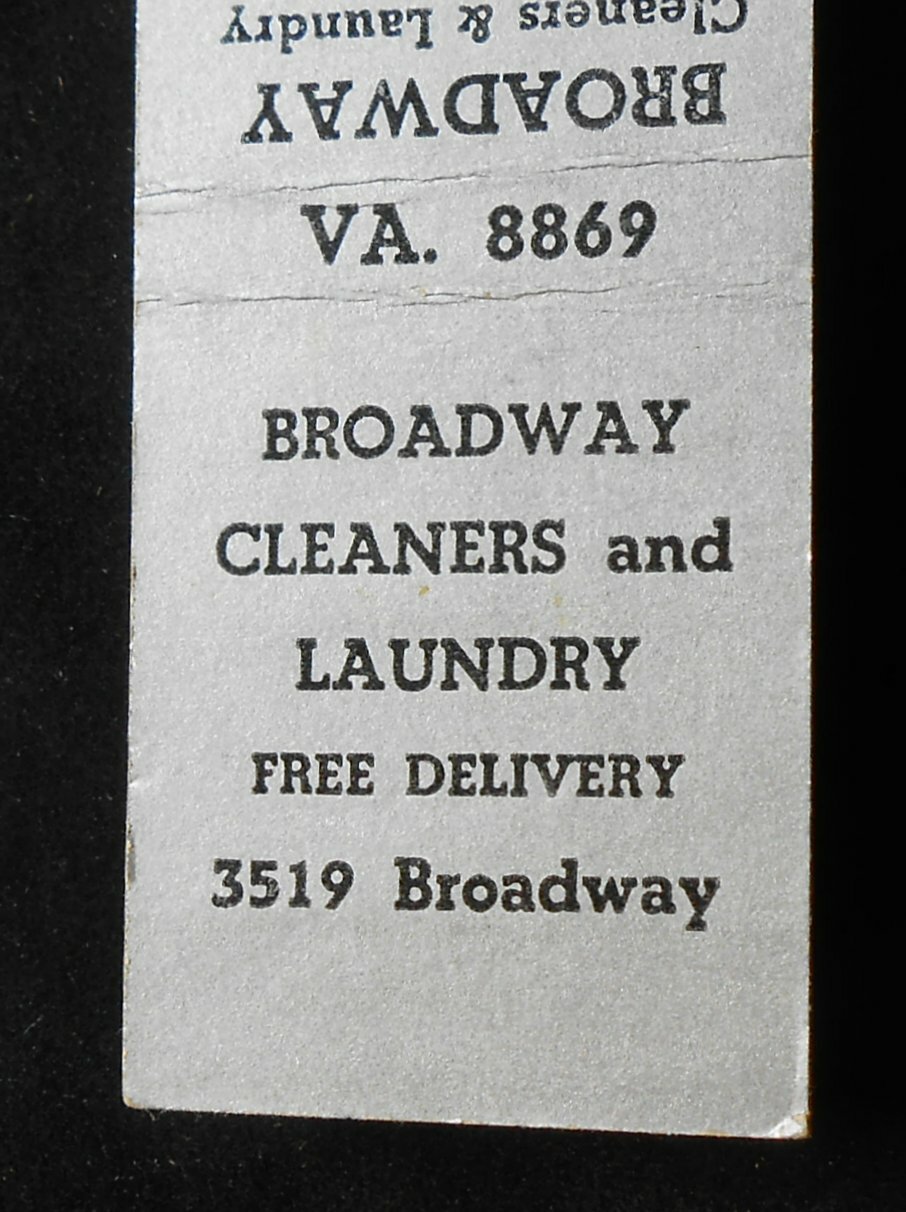 Cleaners & Laundry
BROADWAY
VA. 8869
BROADWAY
CLEANERS and
LAUNDRY
FREE DELIVERY
3519 Broadway